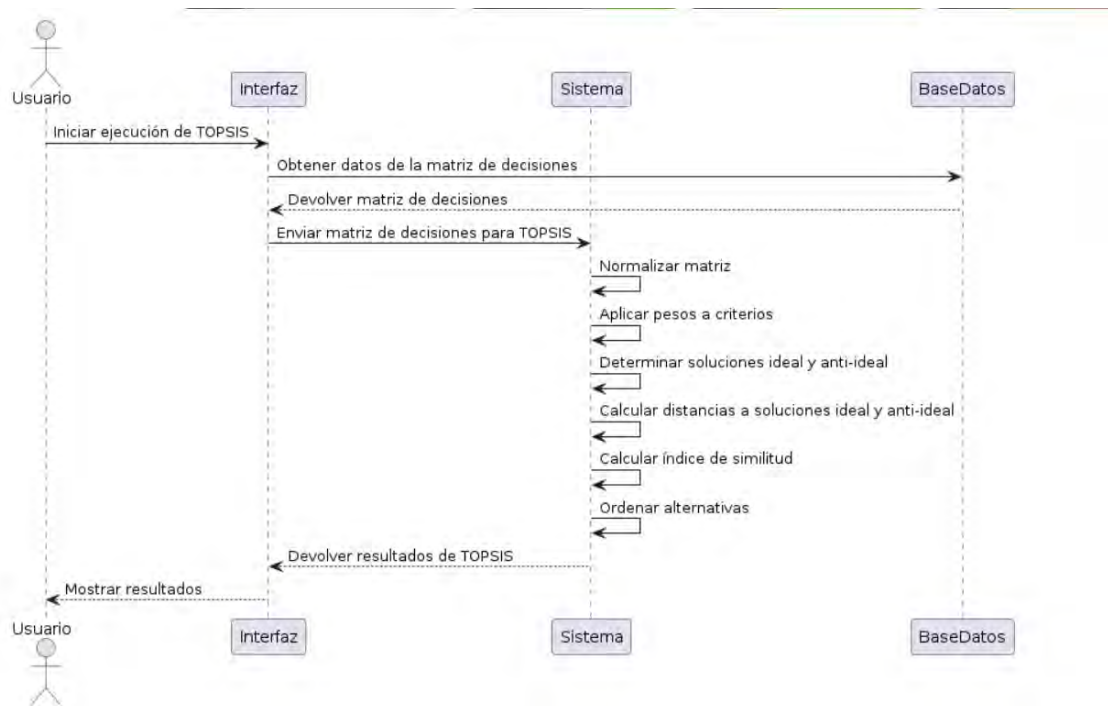 Usuario
Interfaz
Sistema
BaseDatos
Iniciar ejecución de TOPSIS
Obtener datos de la matriz de decisiones
Devolver matriz de decisiones
Enviar matriz de decisiones para TOPSIS
Normalizar matriz
Aplicar pesos a criterios
Determinar soluciones ideal y anti-ideal
Calcular distancias a soluciones ideal y anti-ideal
Calcular índice de similitud
Ordenar alternativas
Devolver resultados de TOPSIS
Mostrar resultados
Usuario
Interfaz
Sistema
BaseDatos